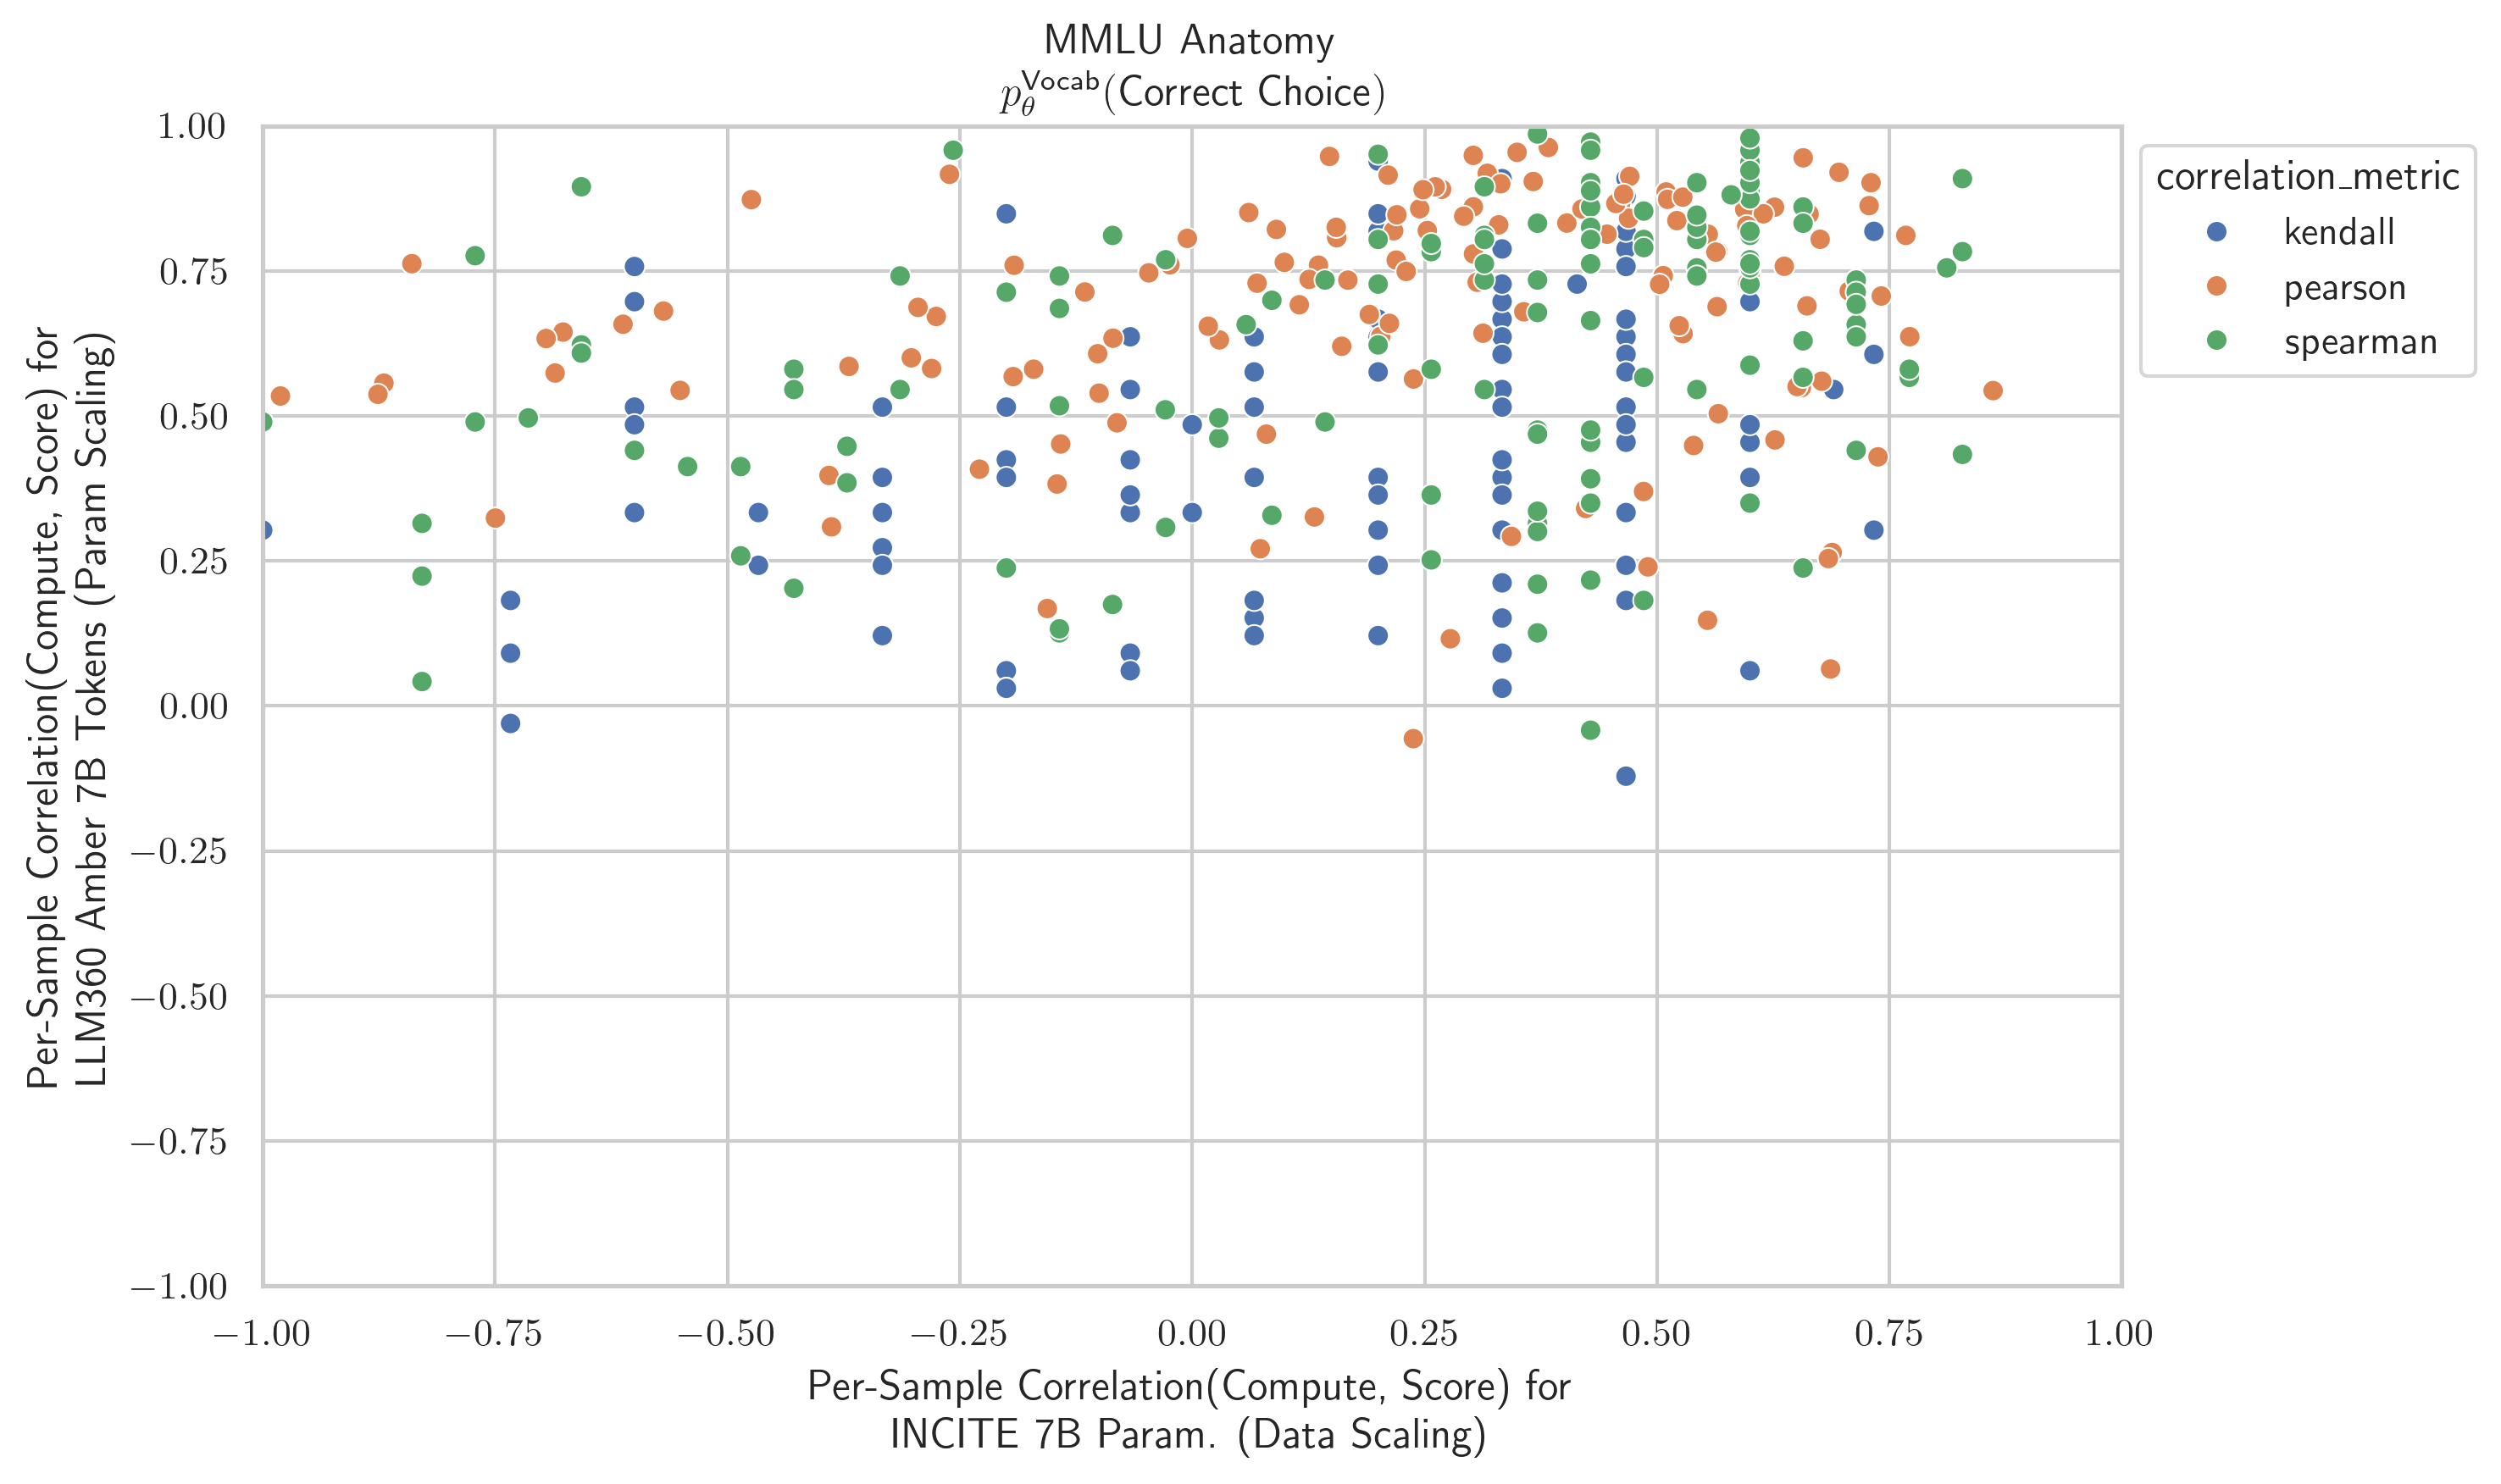 MMLU Anatomy
p_θ^Vocab(Correct Choice)
Per-Sample Correlation(Compute, Score) for
LLM360 Amber 7B Tokens (Param Scaling)
1.00
0.75
0.50
0.25
0.00
−0.25
−0.50
−0.75
−1.00
correlation_metric
kendall
pearson
spearman
−1.00 −0.75 −0.50 −0.25 0.00 0.25 0.50 0.75 1.00
Per-Sample Correlation(Compute, Score) for
INCITE 7B Param. (Data Scaling)